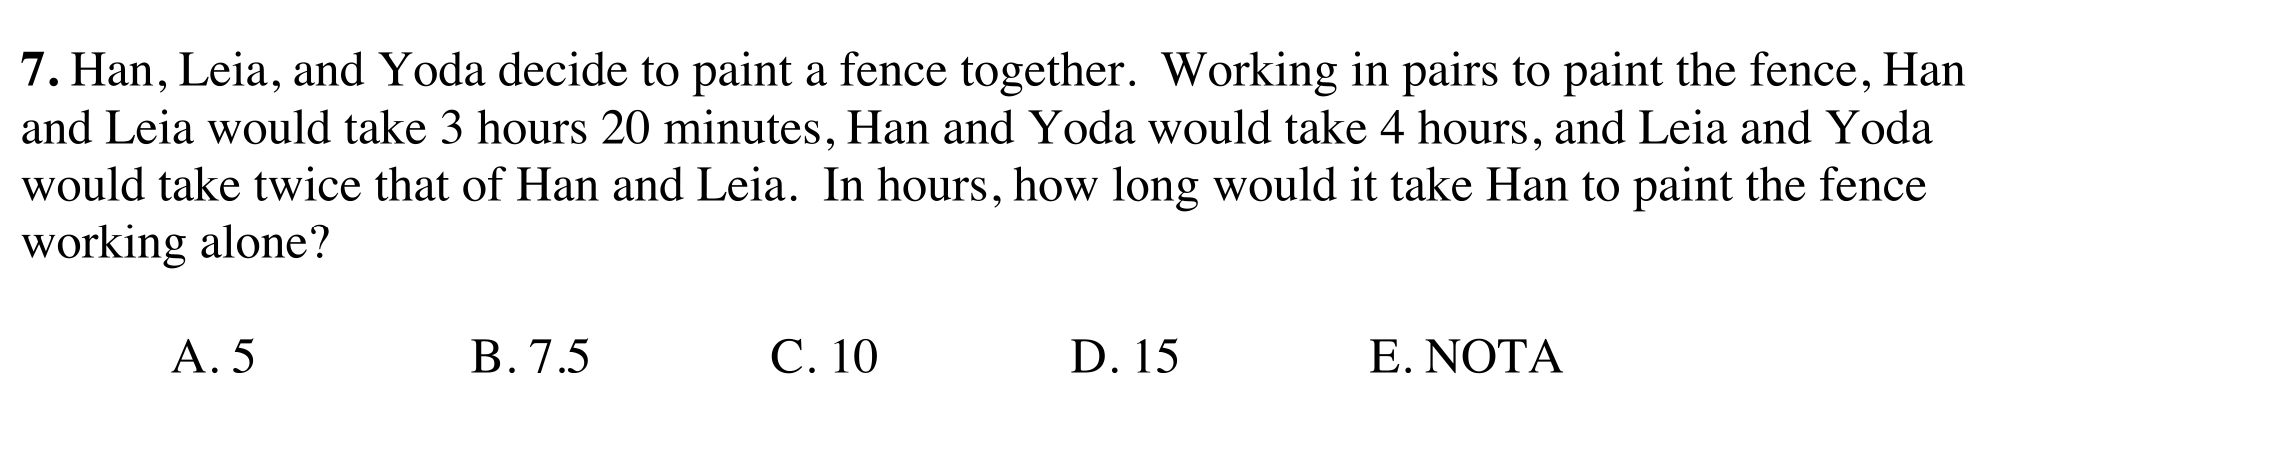 7. Han, Leia, and Yoda decide to paint a fence together.  Working in pairs to paint the fence, Han
and Leia would take 3 hours 20 minutes, Han and Yoda would take 4 hours, and Leia and Yoda
would take twice that of Han and Leia.  In hours, how long would it take Han to paint the fence
working alone?
A. 5 B. 7.5 C. 10 D. 15 E. NOTA